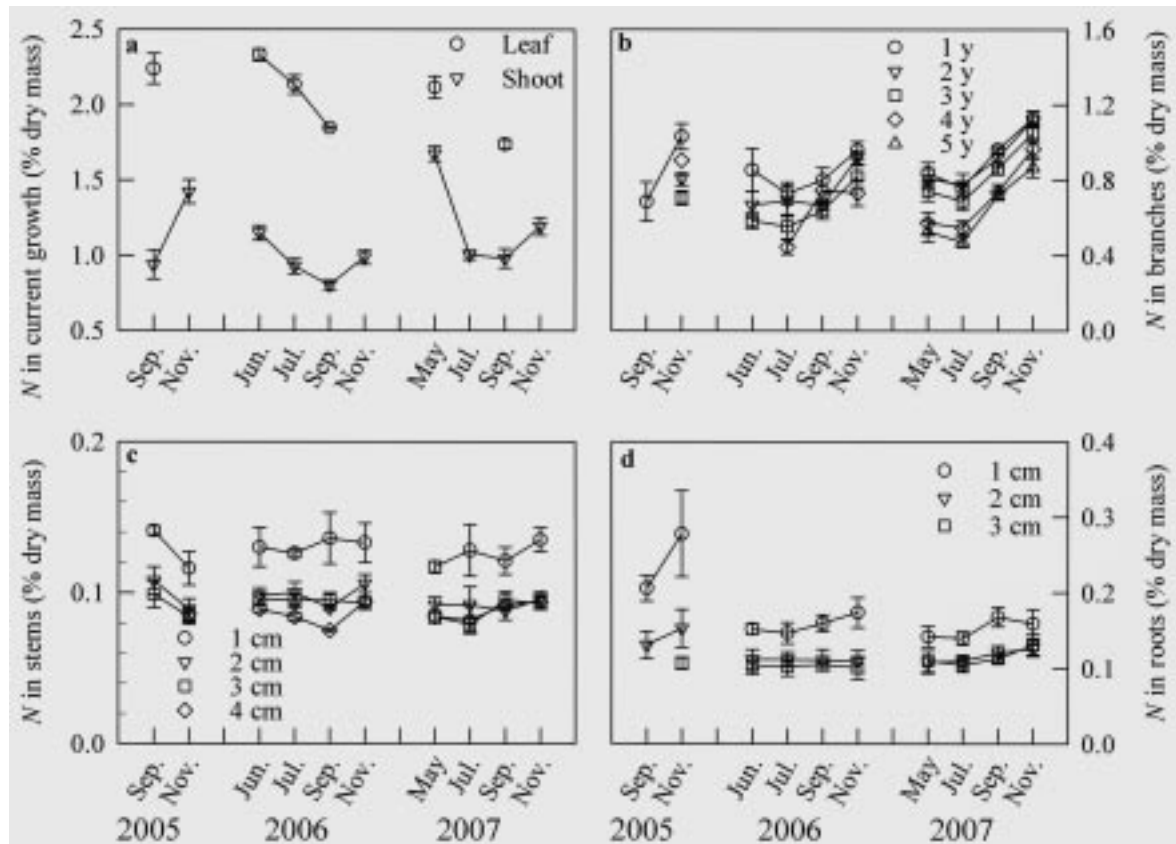 a
Leaf
Shoot
2.5
2.0
1.5
1.0
0.5
N in current growth (% dry mass)
Sep.
Nov.
Jun.
Jul.
Sep.
Nov.
May
Jul.
Sep.
Nov.
b
1 y
2 y
3 y
4 y
5 y
1.6
1.2
0.8
0.4
0.0
N in branches (% dry mass)
Sep.
Nov.
Jun.
Jul.
Sep.
Nov.
May
Jul.
Sep.
Nov.
c
1 cm
2 cm
3 cm
4 cm
0.2
0.1
0.0
N in stems (% dry mass)
Sep.
Nov.
Jun.
Jul.
Sep.
Nov.
May
Jul.
Sep.
Nov.
2005 2006 2007
d
1 cm
2 cm
3 cm
0.4
0.3
0.2
0.1
0.0
N in roots (% dry mass)
Sep.
Nov.
Jun.
Jul.
Sep.
Nov.
May
Jul.
Sep.
Nov.
2005 2006 2007